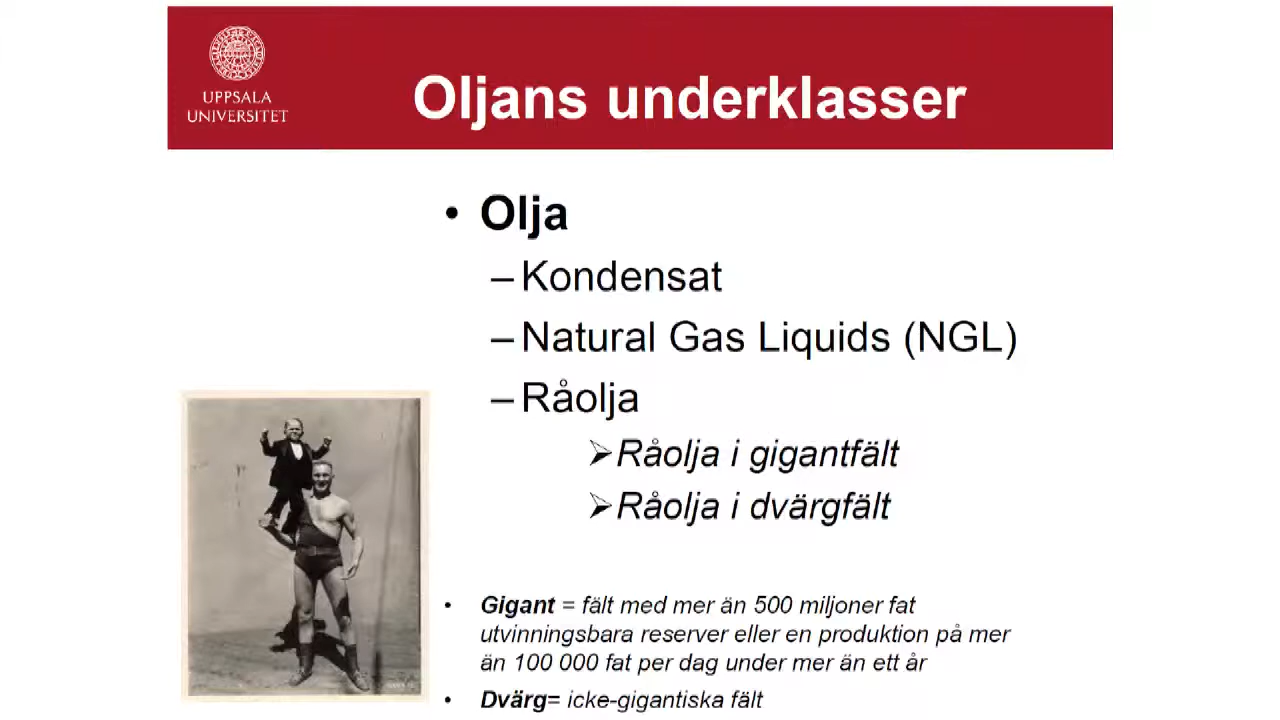 UPPSALA
UNIVERSITET
Oljans underklasser
• Olja
– Kondensat
– Natural Gas Liquids (NGL)
– Råolja
➢ Råolja i gigantfält
➢ Råolja i dvärgfält
• Gigant = fält med mer än 500 miljoner fat
utvinningsbara reserver eller en produktion på mer
än 100 000 fat per dag under mer än ett år
• Dvärg= icke-gigantiska fält